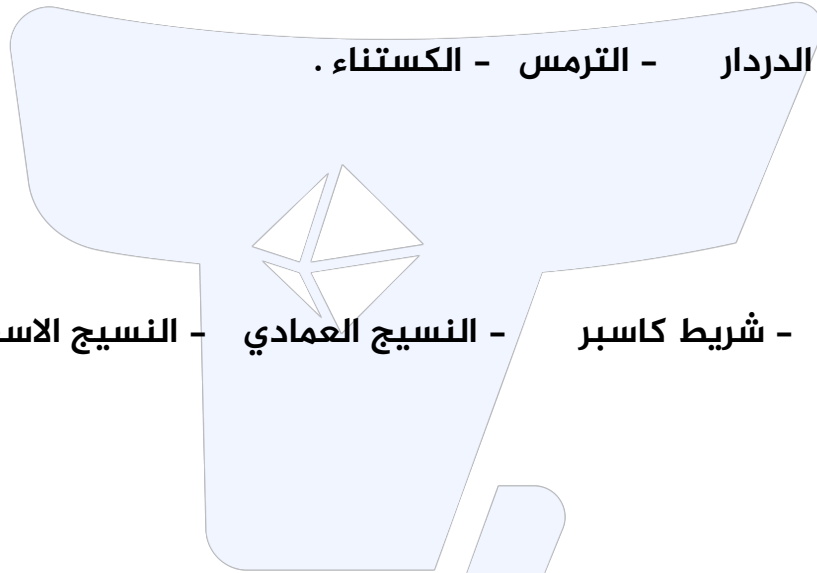 الدردار – الترمس – الكستناء .
– شريط كاسبر – النسيج العمادي – النسيج